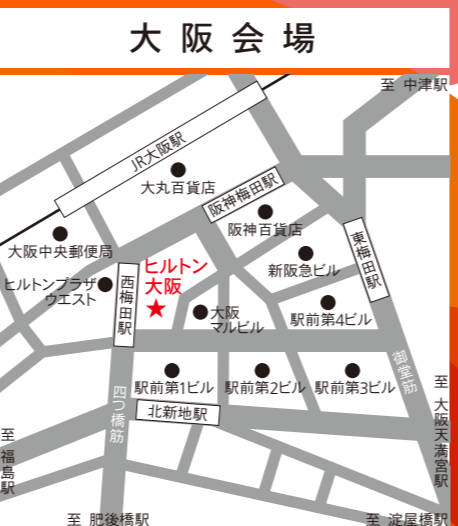 大阪会場
至 中津駅
JR大阪駅
大丸百貨店
阪神梅田駅
阪神百貨店
大阪中央郵便局
東梅田駅
新阪急ビル
ヒルトン
大阪
ヒルトンプラザ
ウエスト
西梅田駅
大阪
マルビル
駅前第4ビル
駅前第1ビル
駅前第2ビル
駅前第3ビル
御堂筋
四つ橋筋
北新地駅
至 大阪天満宮駅
至 福島駅
至 肥後橋駅
至 淀屋橋駅